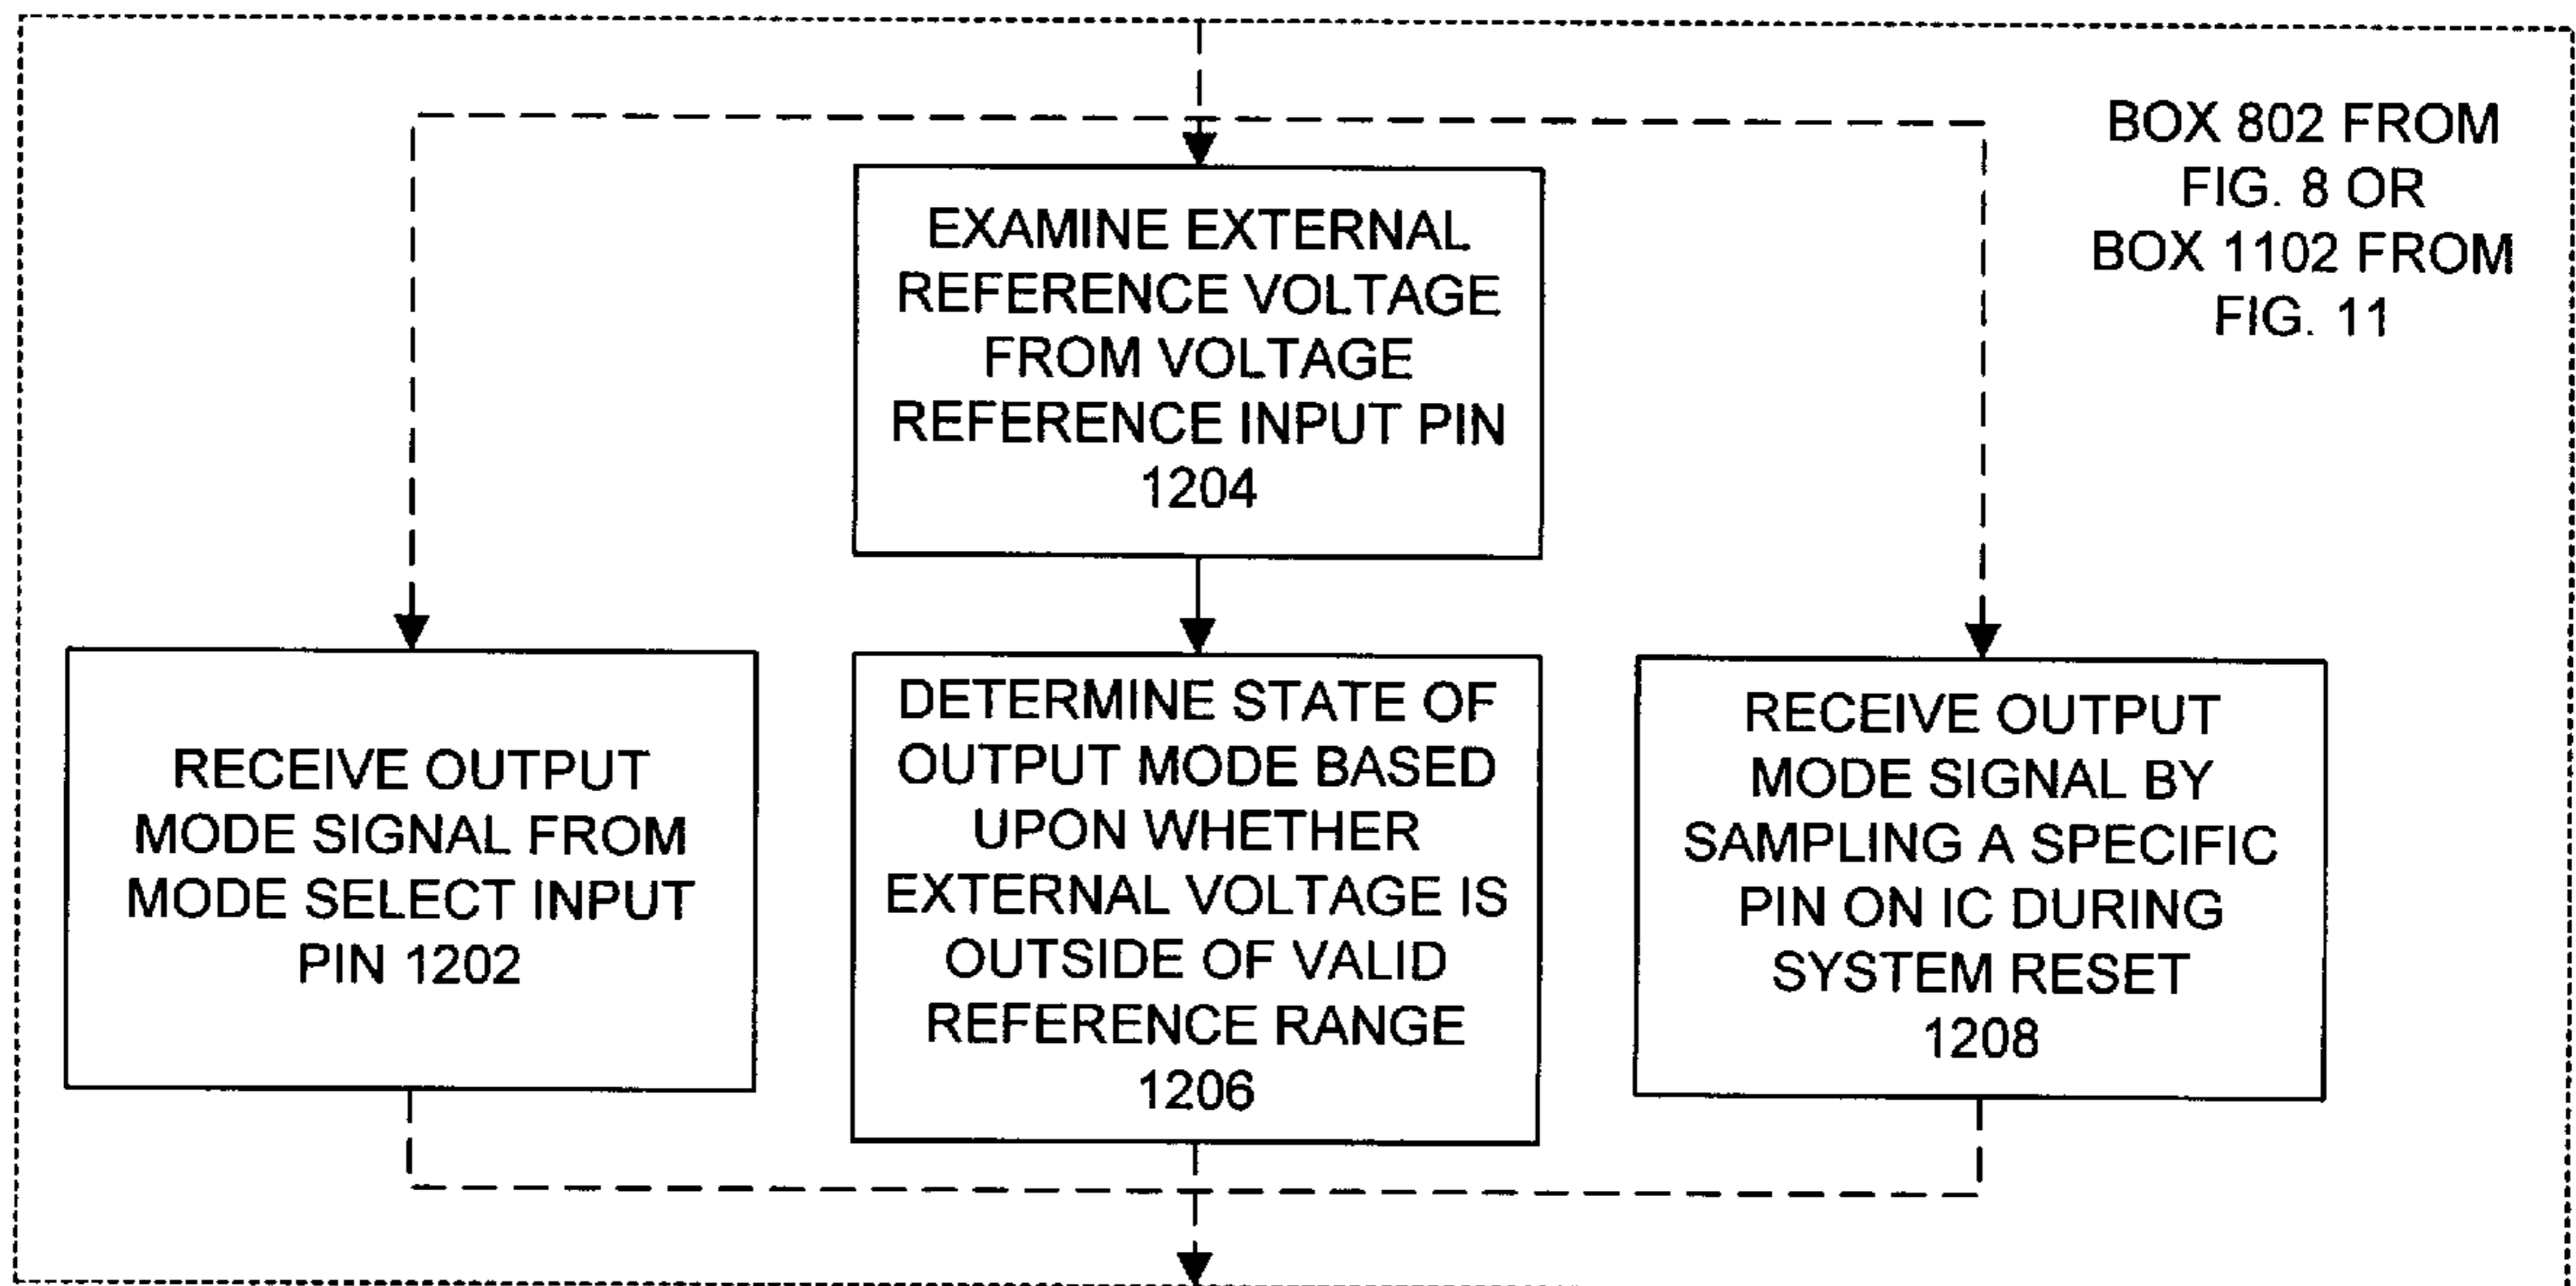 BOX 802 FROM
FIG. 8 OR
BOX 1102 FROM
FIG. 11
EXAMINE EXTERNAL
REFERENCE VOLTAGE
FROM VOLTAGE
REFERENCE INPUT PIN
1204
RECEIVE OUTPUT
MODE SIGNAL FROM
MODE SELECT INPUT
PIN 1202
DETERMINE STATE OF
OUTPUT MODE BASED
UPON WHETHER
EXTERNAL VOLTAGE IS
OUTSIDE OF VALID
REFERENCE RANGE
1206
RECEIVE OUTPUT
MODE SIGNAL BY
SAMPLING A SPECIFIC
PIN ON IC DURING
SYSTEM RESET
1208